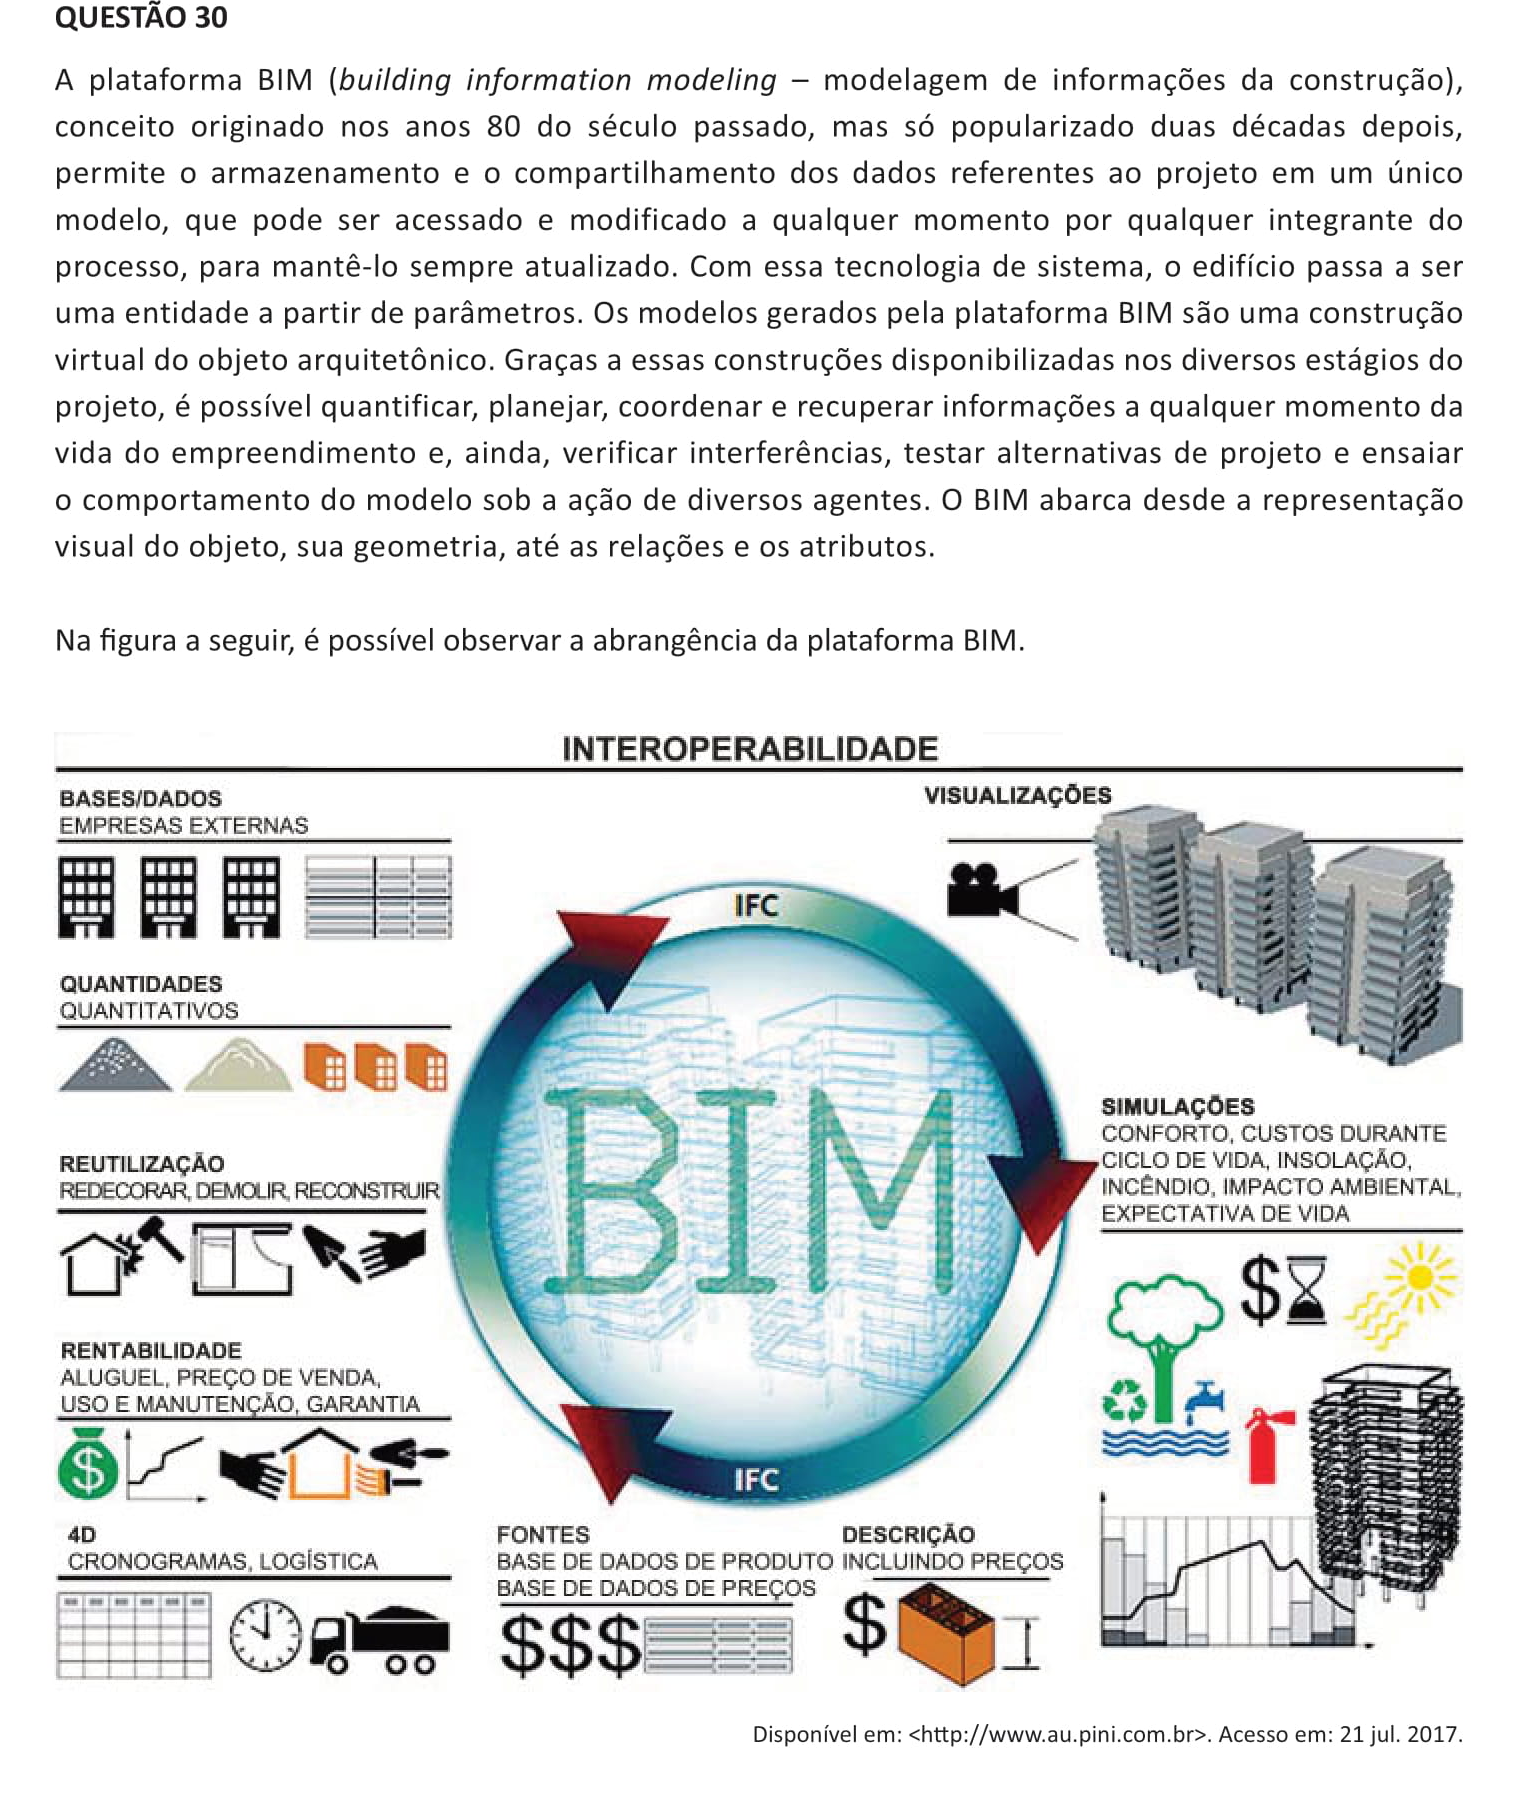 QUESTÃO 30
A plataforma BIM (building information modeling – modelagem de informações da construção),
conceito originado nos anos 80 do século passado, mas só popularizado duas décadas depois,
permite o armazenamento e o compartilhamento dos dados referentes ao projeto em um único
modelo, que pode ser acessado e modificado a qualquer momento por qualquer integrante do
processo, para mantê-lo sempre atualizado. Com essa tecnologia de sistema, o edifício passa a ser
uma entidade a partir de parâmetros. Os modelos gerados pela plataforma BIM são uma construção
virtual do objeto arquitetônico. Graças a essas construções disponibilizadas nos diversos estágios do
projeto, é possível quantificar, planejar, coordenar e recuperar informações a qualquer momento da
vida do empreendimento e, ainda, verificar interferências, testar alternativas de projeto e ensaiar
o comportamento do modelo sob a ação de diversos agentes. O BIM abarca desde a representação
visual do objeto, sua geometria, até as relações e os atributos.
Na figura a seguir, é possível observar a abrangência da plataforma BIM.
INTEROPERABILIDADE
BASES/DADOS
EMPRESAS EXTERNAS
QUANTIDADES
QUANTITATIVOS
REUTILIZAÇÃO
REDECORAR, DEMOLIR, RECONSTRUIR
RENTABILIDADE
ALUGUEL, PREÇO DE VENDA,
USO E MANUTENÇÃO, GARANTIA
$
4D
CRONOGRAMAS, LOGÍSTICA
IFC
BIM
IFC
FONTES
BASE DE DADOS DE PRODUTO
BASE DE DADOS DE PREÇOS
$$$
DESCRIÇÃO
INCLUINDO PREÇOS
$
VISUALIZAÇÕES
SIMULAÇÕES
CONFORTO, CUSTOS DURANTE
CICLO DE VIDA, INSOLAÇÃO,
INCÊNDIO, IMPACTO AMBIENTAL,
EXPECTATIVA DE VIDA
$
Disponível em: <http://www.au.pini.com.br>. Acesso em: 21 jul. 2017.